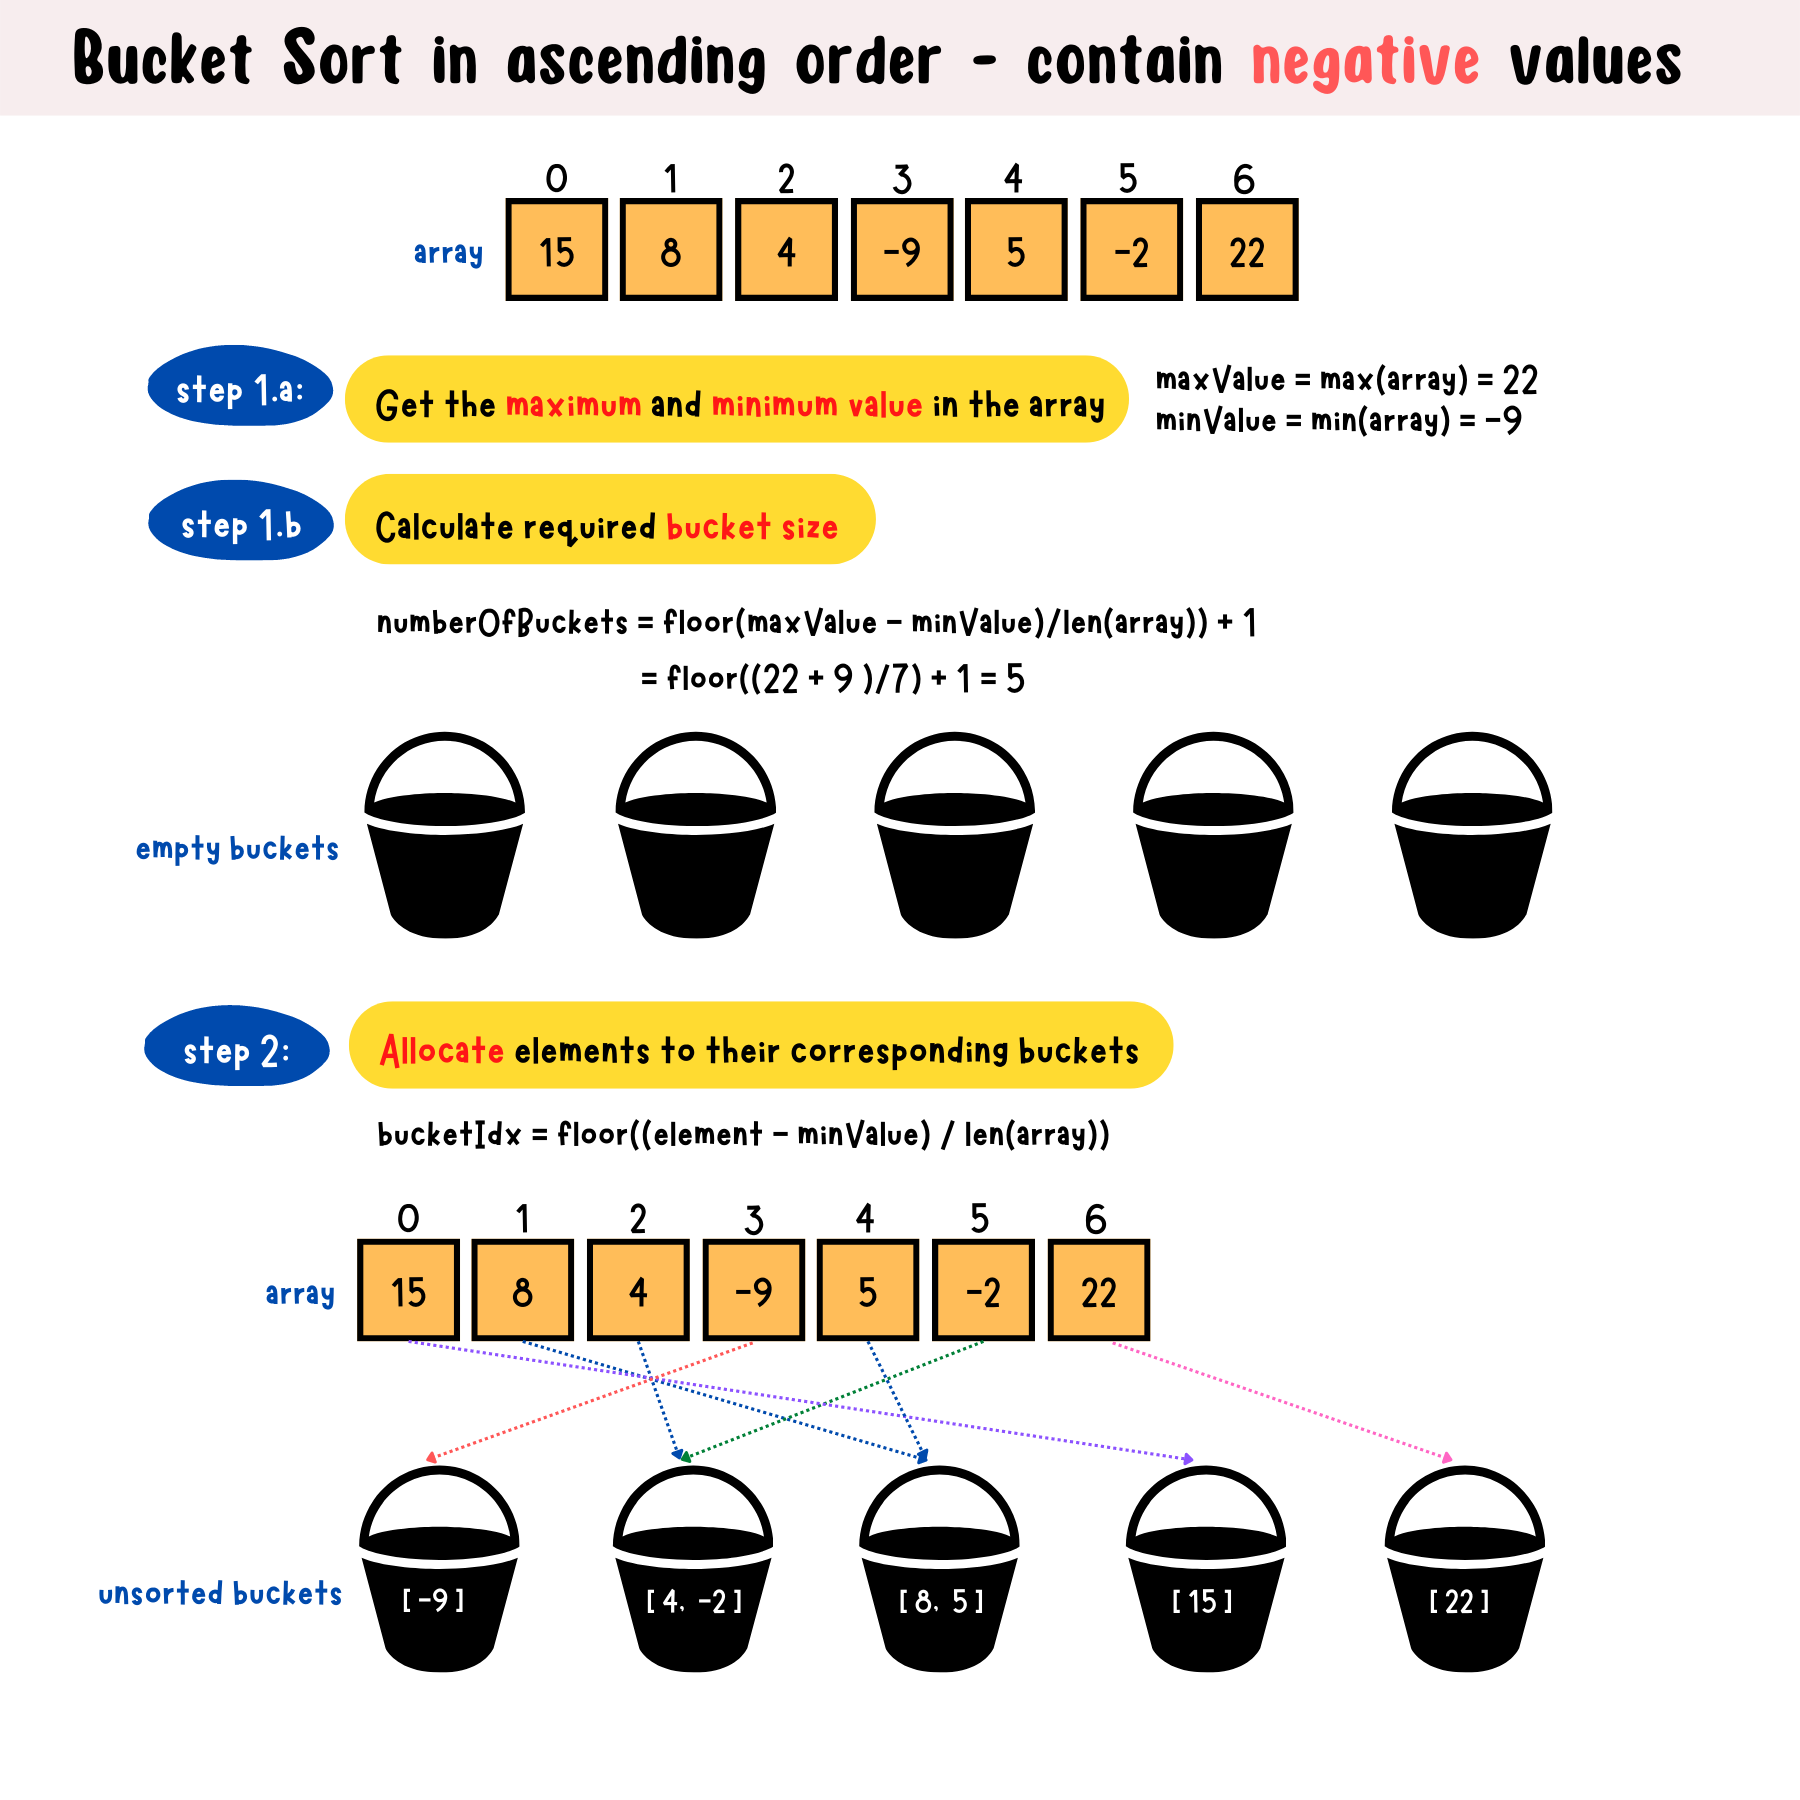 Bucket Sort in ascending order - contain negative values
0 1 2 3 4 5 6
array 15 8 4 -9 5 -2 22
step 1.a: Get the maximum and minimum value in the array
maxValue = max(array) = 22
minValue = min(array) = -9
step 1.b Calculate required bucket size
numberOfBuckets = floor(maxValue - minValue)/len(array)) + 1
= floor((22 + 9 )/7) + 1 = 5
empty buckets
step 2: Allocate elements to their corresponding buckets
bucketIdx = floor((element - minValue) / len(array))
0 1 2 3 4 5 6
array 15 8 4 -9 5 -2 22
unsorted buckets [ -9 ] [ 4, -2 ] [ 8, 5 ] [ 15 ] [ 22 ]